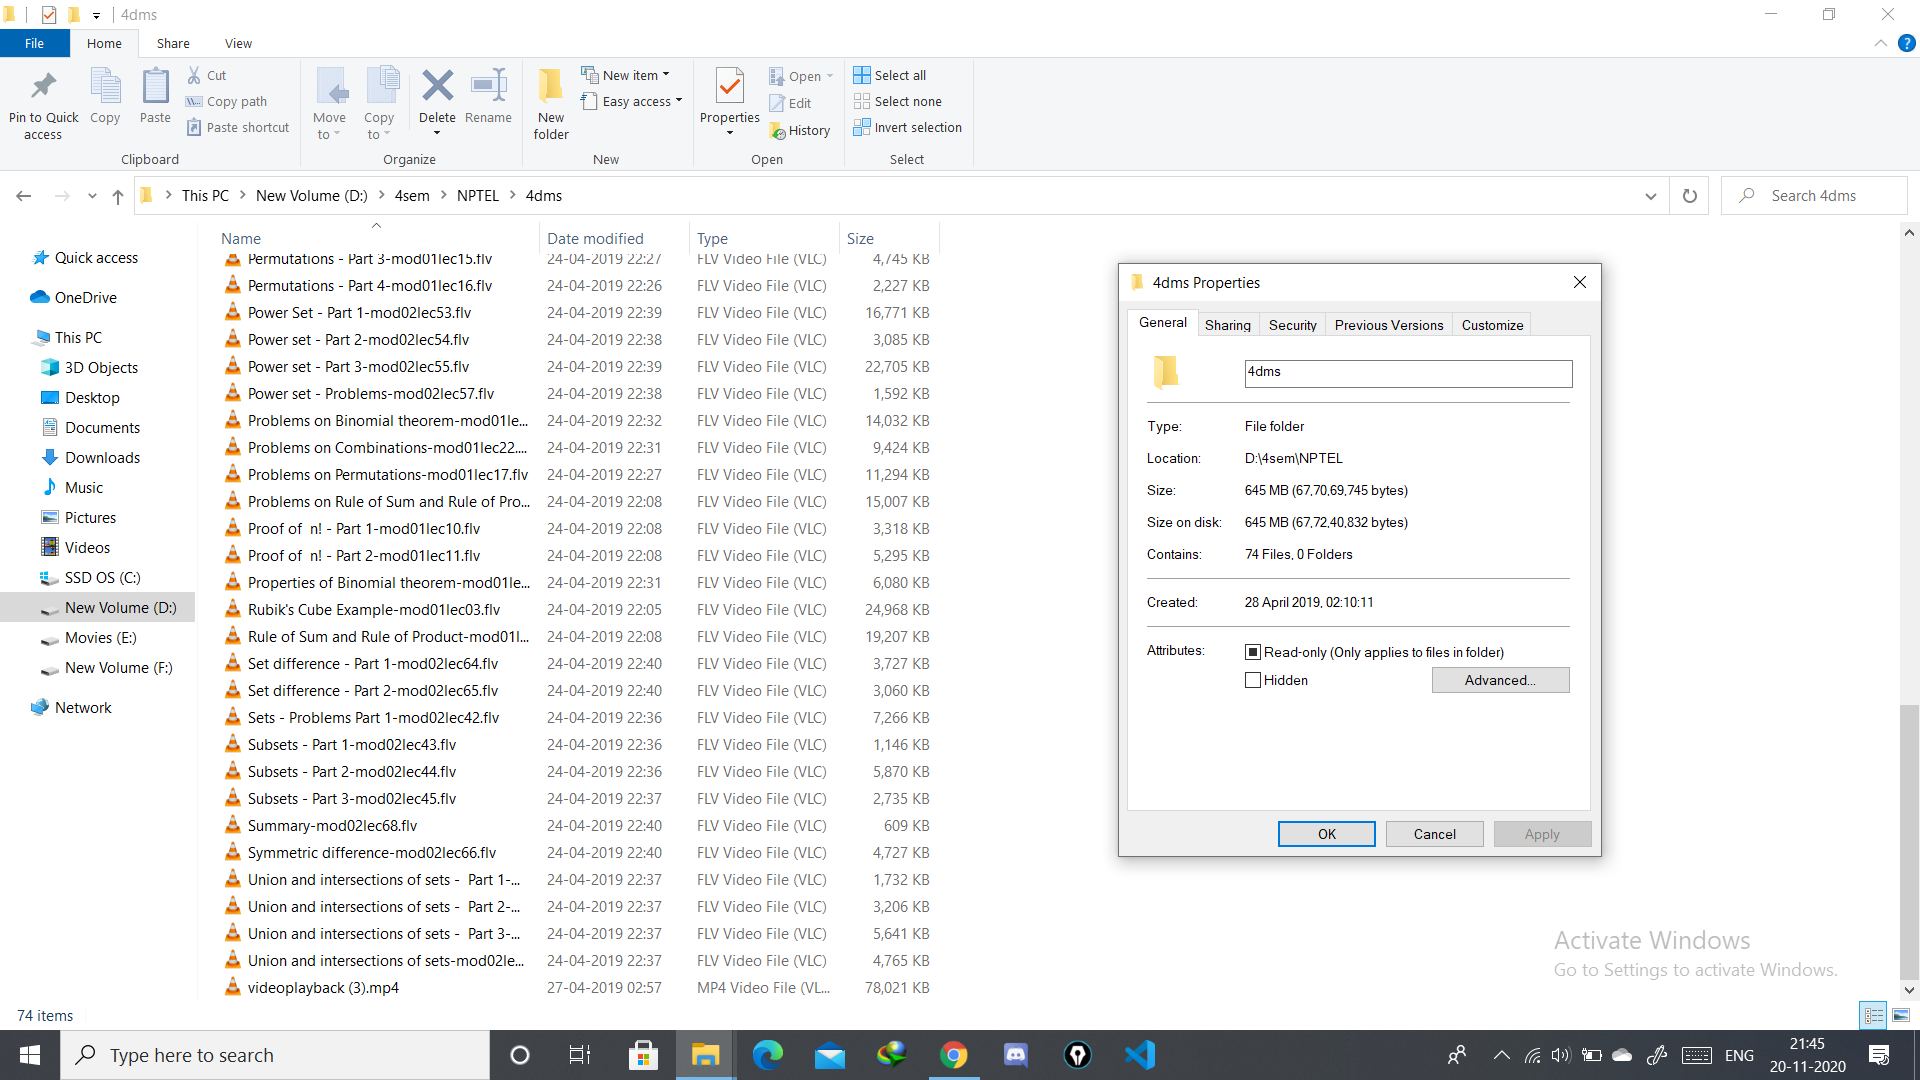 4dms
File Home Share View
Pin to Quick access
Copy
Paste
Cut
Copy path
Paste shortcut
Clipboard
Move to
Copy to
Delete
Rename
Organize
New folder
New item
Easy access
New
Properties
Open
Edit
History
Open
Select all
Select none
Invert selection
Select
This PC New Volume (D:) 4sem NPTEL 4dms
Search 4dms
Quick access
OneDrive
This PC
3D Objects
Desktop
Documents
Downloads
Music
Pictures
Videos
SSD OS (C:)
New Volume (D:)
Movies (E:)
New Volume (F:)
Network
Name Date modified Type Size
Permutations - Part 3-mod01lec15.flv 24-04-2019 22:27 FLV Video File (VLC) 4,745 KB
Permutations - Part 4-mod01lec16.flv 24-04-2019 22:26 FLV Video File (VLC) 2,227 KB
Power Set - Part 1-mod02lec53.flv 24-04-2019 22:39 FLV Video File (VLC) 16,771 KB
Power set - Part 2-mod02lec54.flv 24-04-2019 22:38 FLV Video File (VLC) 3,085 KB
Power set - Part 3-mod02lec55.flv 24-04-2019 22:39 FLV Video File (VLC) 22,705 KB
Power set - Problems-mod02lec57.flv 24-04-2019 22:38 FLV Video File (VLC) 1,592 KB
Problems on Binomial theorem-mod01le... 24-04-2019 22:32 FLV Video File (VLC) 14,032 KB
Problems on Combinations-mod01lec22.... 24-04-2019 22:31 FLV Video File (VLC) 9,424 KB
Problems on Permutations-mod01lec17.flv 24-04-2019 22:27 FLV Video File (VLC) 11,294 KB
Problems on Rule of Sum and Rule of Pro... 24-04-2019 22:08 FLV Video File (VLC) 15,007 KB
Proof of  n! - Part 1-mod01lec10.flv 24-04-2019 22:08 FLV Video File (VLC) 3,318 KB
Proof of  n! - Part 2-mod01lec11.flv 24-04-2019 22:08 FLV Video File (VLC) 5,295 KB
Properties of Binomial theorem-mod01le... 24-04-2019 22:31 FLV Video File (VLC) 6,080 KB
Rubik's Cube Example-mod01lec03.flv 24-04-2019 22:05 FLV Video File (VLC) 24,968 KB
Rule of Sum and Rule of Product-mod01l... 24-04-2019 22:08 FLV Video File (VLC) 19,207 KB
Set difference - Part 1-mod02lec64.flv 24-04-2019 22:40 FLV Video File (VLC) 3,727 KB
Set difference - Part 2-mod02lec65.flv 24-04-2019 22:40 FLV Video File (VLC) 3,060 KB
Sets - Problems Part 1-mod02lec42.flv 24-04-2019 22:36 FLV Video File (VLC) 7,266 KB
Subsets - Part 1-mod02lec43.flv 24-04-2019 22:36 FLV Video File (VLC) 1,146 KB
Subsets - Part 2-mod02lec44.flv 24-04-2019 22:36 FLV Video File (VLC) 5,870 KB
Subsets - Part 3-mod02lec45.flv 24-04-2019 22:37 FLV Video File (VLC) 2,735 KB
Summary-mod02lec68.flv 24-04-2019 22:40 FLV Video File (VLC) 609 KB
Symmetric difference-mod02lec66.flv 24-04-2019 22:40 FLV Video File (VLC) 4,727 KB
Union and intersections of sets -  Part 1-... 24-04-2019 22:37 FLV Video File (VLC) 1,732 KB
Union and intersections of sets -  Part 2-... 24-04-2019 22:37 FLV Video File (VLC) 3,206 KB
Union and intersections of sets -  Part 3-... 24-04-2019 22:37 FLV Video File (VLC) 5,641 KB
Union and intersections of sets-mod02le... 24-04-2019 22:37 FLV Video File (VLC) 4,765 KB
videoplayback (3).mp4 27-04-2019 02:57 MP4 Video File (VL... 78,021 KB
4dms Properties
General Sharing Security Previous Versions Customize
4dms
Type: File folder
Location: D:\4sem\NPTEL
Size: 645 MB (67,70,69,745 bytes)
Size on disk: 645 MB (67,72,40,832 bytes)
Contains: 74 Files, 0 Folders
Created: 28 April 2019, 02:10:11
Attributes: Read-only (Only applies to files in folder)
Hidden Advanced...
OK Cancel Apply
Activate Windows
Go to Settings to activate Windows.
74 items
Type here to search
ENG
21:45
20-11-2020